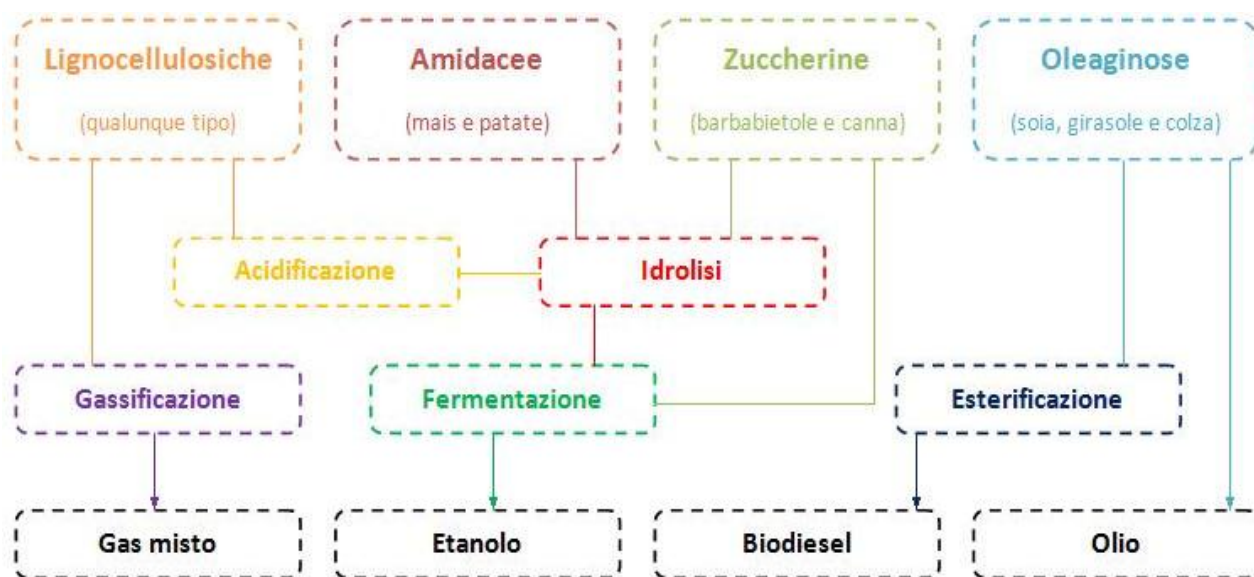 Lignocellulosiche
(qualunque tipo)
Amidacee
(mais e patate)
Zuccherine
(barbabietole e canna)
Oleaginose
(soia, girasole e colza)
Acidificazione
Idrolisi
Gassificazione
Fermentazione
Esterificazione
Gas misto
Etanolo
Biodiesel
Olio